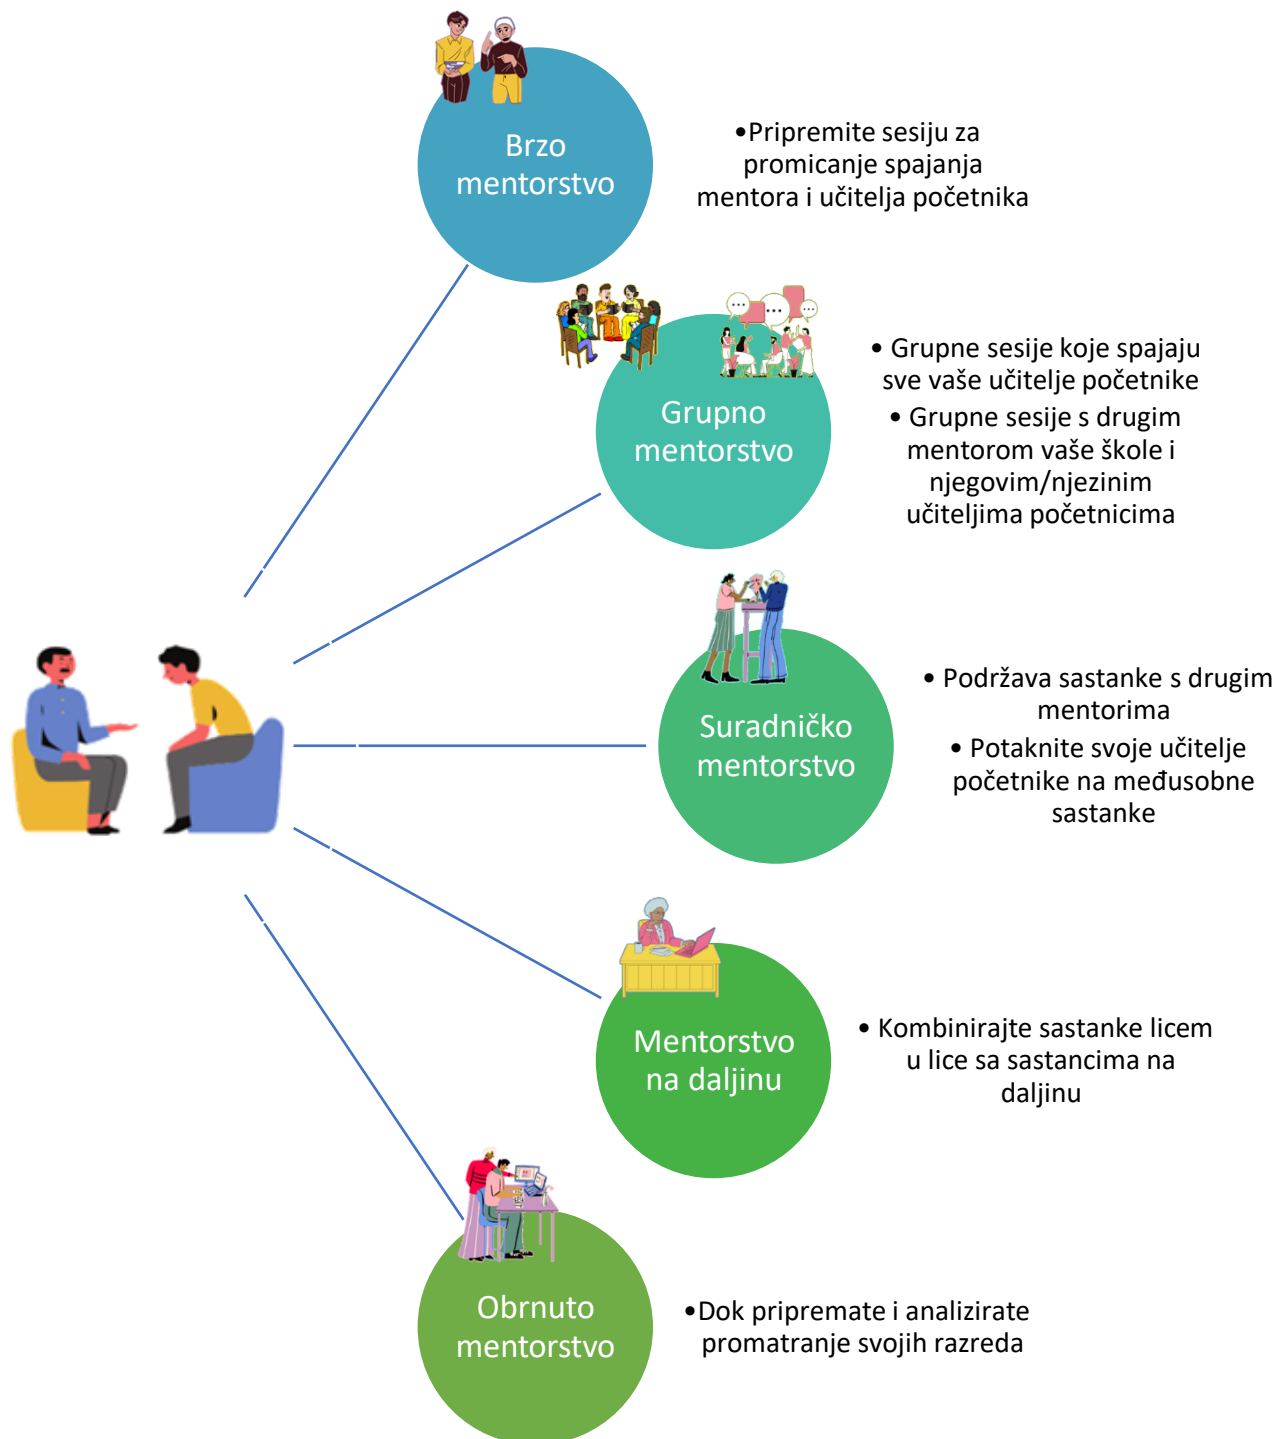 Brzo
mentorstvo
•Pripremite sesiju za
promicanje spajanja
mentora i učitelja početnika
Grupno
mentorstvo
• Grupne sesije koje spajaju
sve vaše učitelje početnike
• Grupne sesije s drugim
mentorom vaše škole i
njegovim/njezinim
učiteljima početnicima
Suradničko
mentorstvo
• Podržava sastanke s drugim
mentorima
• Potaknite svoje učitelje
početnike na međusobne
sastanke
Mentorstvo
na daljinu
• Kombinirajte sastanke licem
u lice sa sastancima na
daljinu
Obrnuto
mentorstvo
•Dok pripremate i analizirate
promatranje svojih razreda